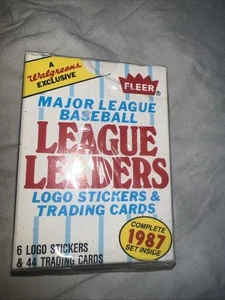 A
Walgreens
EXCLUSIVE
FLEER®
MAJOR LEAGUE
BASEBALL
LEAGUE
LEADERS
LOGO STICKERS &
TRADING CARDS
COMPLETE
1987
SET INSIDE
6 LOGO STICKERS
& 44 TRADING CARDS